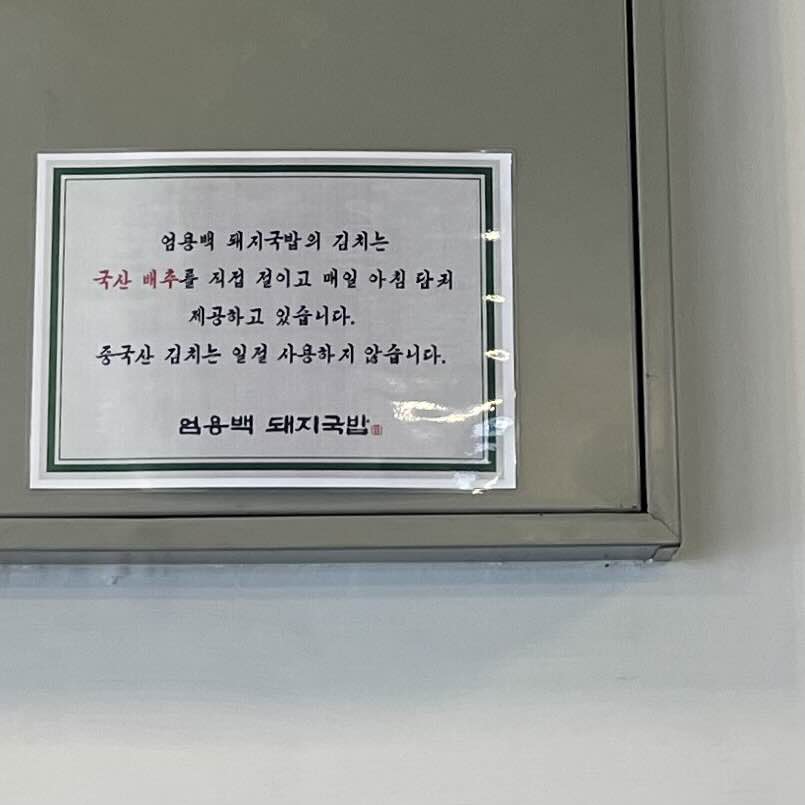 엄용백 돼지국밥의 김치는
국산 배추를 직접 절이고 매일 아침 담궈
제공하고 있습니다.
중국산 김치는 일절 사용하지 않습니다.
엄용백 돼지국밥